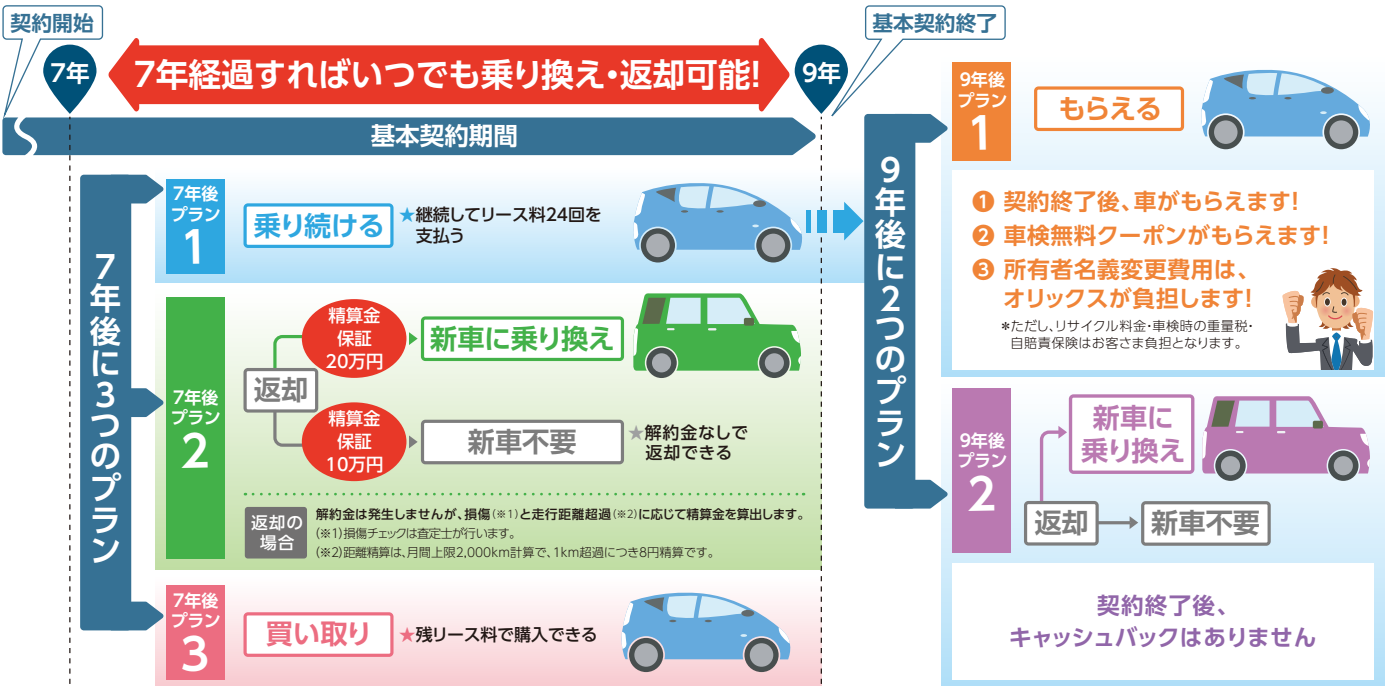 契約開始
7年
7年経過すればいつでも乗り換え・返却可能!
9年
基本契約終了
基本契約期間
7年後に3つのプラン
7年後
プラン
1
乗り続ける
★継続してリース料24回を
支払う
7年後
プラン
2
返却
精算金
保証
20万円
新車に乗り換え
精算金
保証
10万円
新車不要
★解約金なしで
返却できる
返却の
場合
解約金は発生しませんが、損傷(※1)と走行距離超過(※2)に応じて精算金を算出します。
(※1)損傷チェックは査定士が行います。
(※2)距離精算は、月間上限2,000km計算で、1km超過につき8円精算です。
7年後
プラン
3
買い取り
★残リース料で購入できる
9年後に2つのプラン
9年後
プラン
1
もらえる
❶ 契約終了後、車がもらえます!
❷ 車検無料クーポンがもらえます!
❸ 所有者名義変更費用は、
オリックスが負担します!
*ただし、リサイクル料金・車検時の重量税・
自賠責保険はお客さま負担となります。
9年後
プラン
2
新車に
乗り換え
返却
新車不要
契約終了後、
キャッシュバックはありません